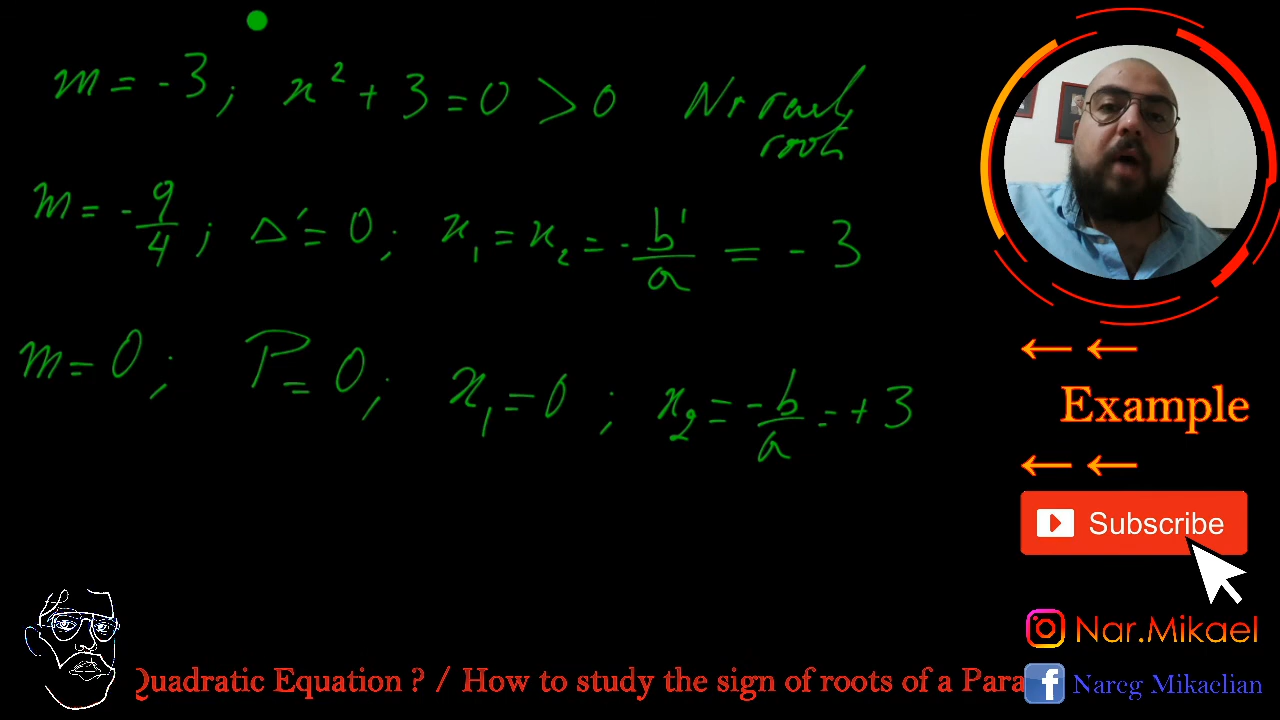 m = -3; x² + 3 = 0 > 0 No real
roots
m = -9/4; Δ' = 0; x₁ = x₂ = -b'/a = -3
m = 0; P = 0; x₁ = 0; x₂ = -b/a = +3
← ←
Example
← ←
Subscribe
Nar.Mikael
Quadratic Equation ? / How to study the sign of roots of a Para
Nareg Mikaelian